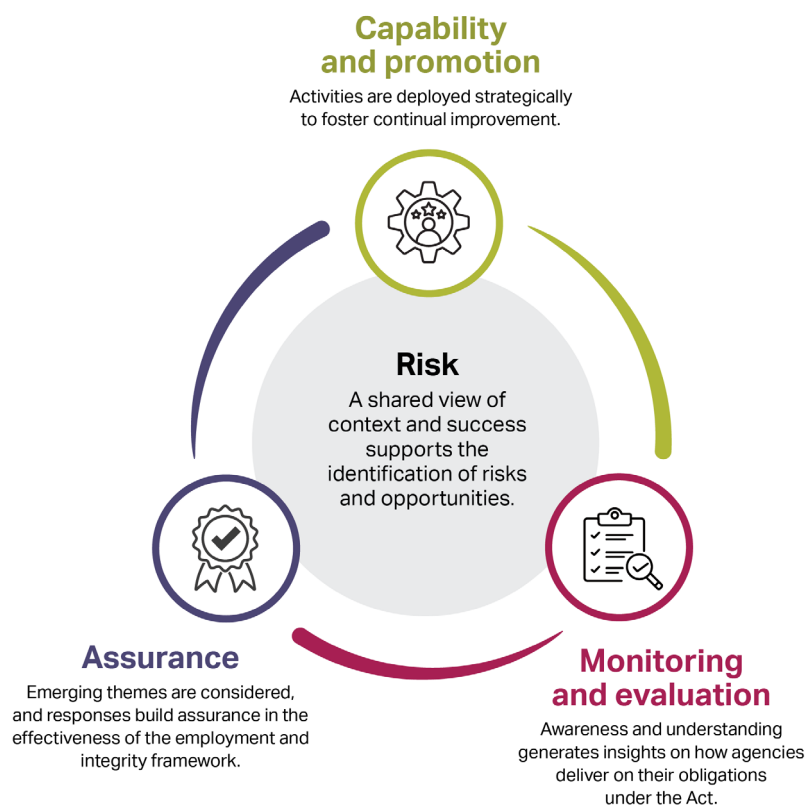 Capability
and promotion
Activities are deployed strategically
to foster continual improvement.
Risk
A shared view of
context and success
supports the
identification of risks
and opportunities.
Assurance
Emerging themes are considered,
and responses build assurance in the
effectiveness of the employment and
integrity framework.
Monitoring
and evaluation
Awareness and understanding
generates insights on how agencies
deliver on their obligations
under the Act.